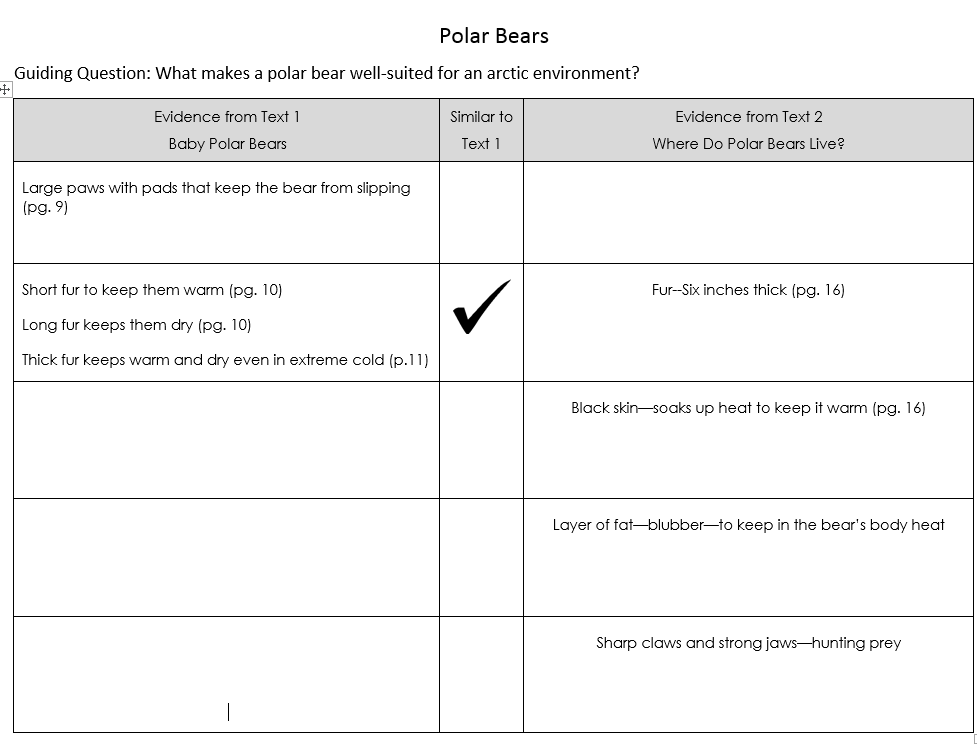 Polar Bears
Guiding Question: What makes a polar bear well-suited for an arctic environment?
Evidence from Text 1
Baby Polar Bears
Similar to
Text 1
Evidence from Text 2
Where Do Polar Bears Live?
Large paws with pads that keep the bear from slipping
(pg. 9)
Short fur to keep them warm (pg. 10)
Long fur keeps them dry (pg. 10)
Thick fur keeps warm and dry even in extreme cold (p.11)
Fur--Six inches thick (pg. 16)
Black skin—soaks up heat to keep it warm (pg. 16)
Layer of fat—blubber—to keep in the bear’s body heat
Sharp claws and strong jaws—hunting prey